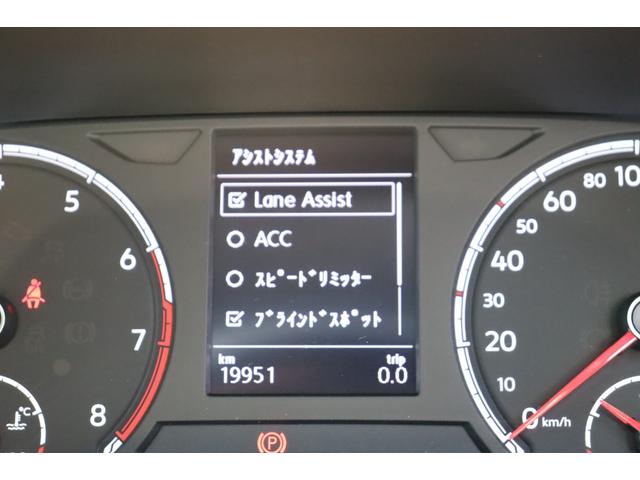 アシストシステム
Lane Assist
ACC
スピードリミッター
ブラインドスポット
km trip
19951 0.0
4
5
6
7
8
°C
10
20
30
40
50
60
80
10
0 km/h
P